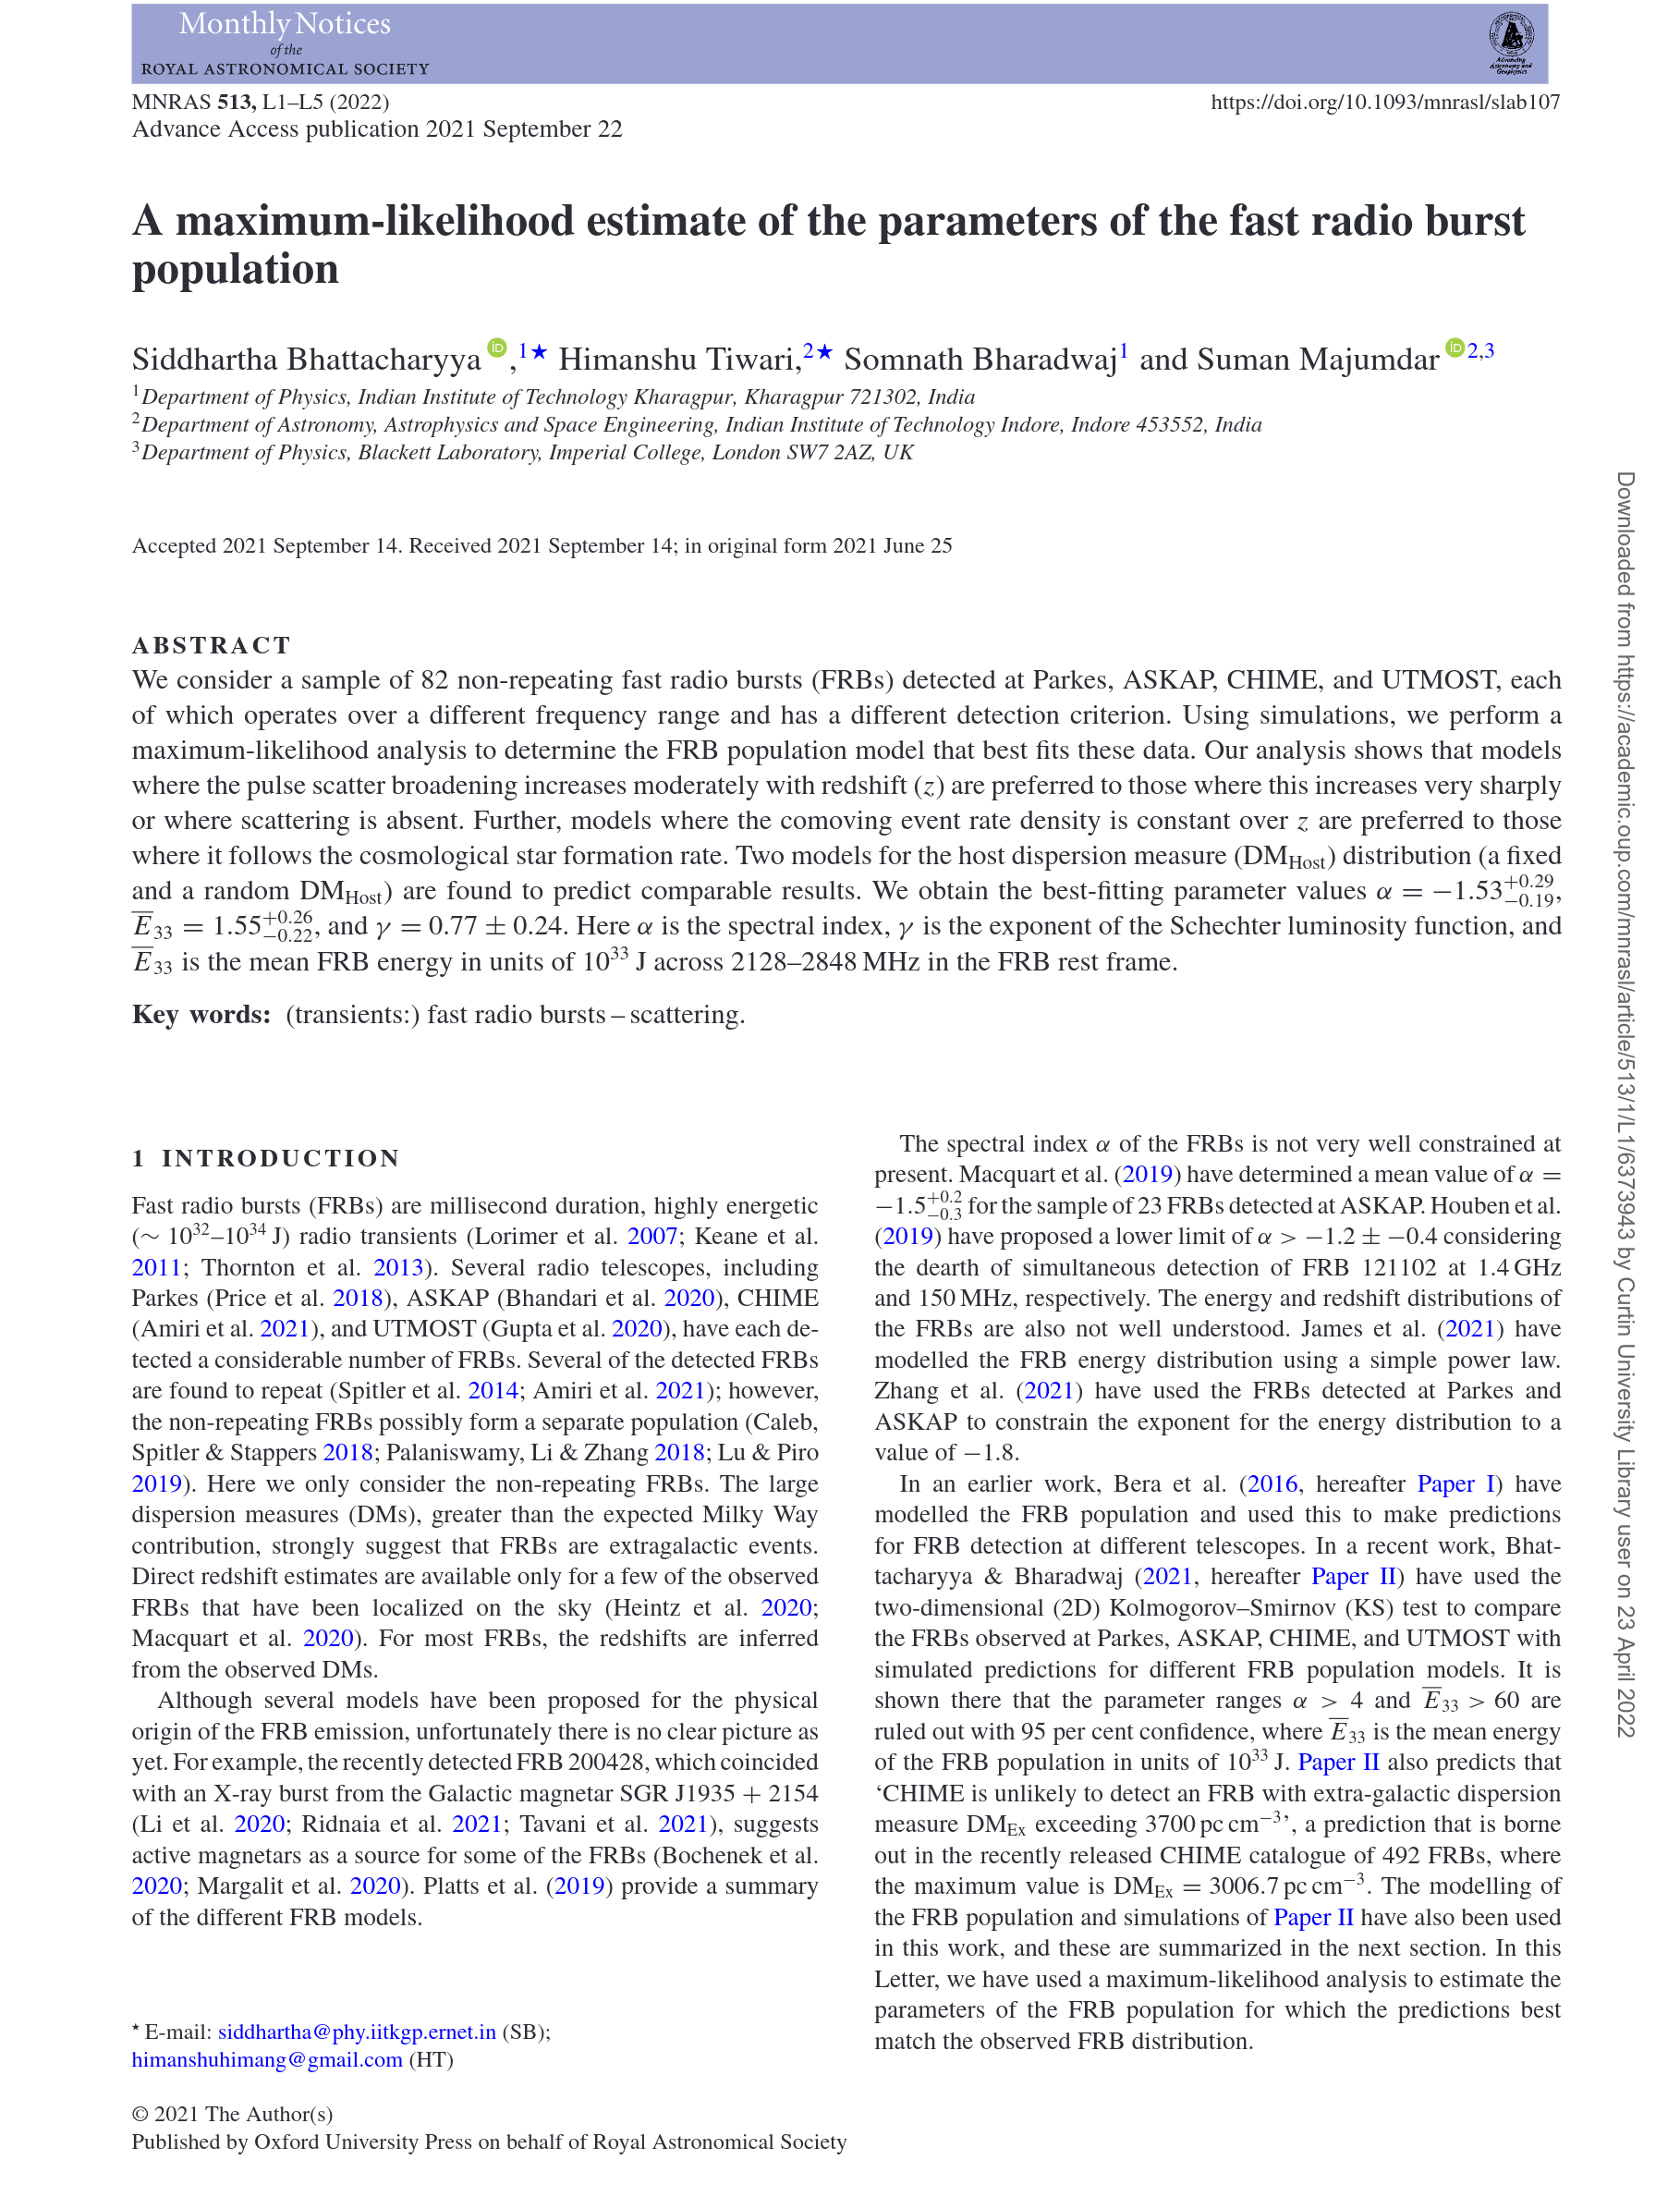 Monthly Notices
of the
ROYAL ASTRONOMICAL SOCIETY
Advancing
Astronomy and
Geophysics
MNRAS 513, L1–L5 (2022)
https://doi.org/10.1093/mnrasl/slab107
Advance Access publication 2021 September 22
A maximum-likelihood estimate of the parameters of the fast radio burst
population
Siddhartha Bhattacharyya iD,1★ Himanshu Tiwari,2★ Somnath Bharadwaj1 and Suman Majumdar iD2,3
1Department of Physics, Indian Institute of Technology Kharagpur, Kharagpur 721302, India
2Department of Astronomy, Astrophysics and Space Engineering, Indian Institute of Technology Indore, Indore 453552, India
3Department of Physics, Blackett Laboratory, Imperial College, London SW7 2AZ, UK
Accepted 2021 September 14. Received 2021 September 14; in original form 2021 June 25
ABSTRACT
We consider a sample of 82 non-repeating fast radio bursts (FRBs) detected at Parkes, ASKAP, CHIME, and UTMOST, each
of which operates over a different frequency range and has a different detection criterion. Using simulations, we perform a
maximum-likelihood analysis to determine the FRB population model that best fits these data. Our analysis shows that models
where the pulse scatter broadening increases moderately with redshift (z) are preferred to those where this increases very sharply
or where scattering is absent. Further, models where the comoving event rate density is constant over z are preferred to those
where it follows the cosmological star formation rate. Two models for the host dispersion measure (DMHost) distribution (a fixed
and a random DMHost) are found to predict comparable results. We obtain the best-fitting parameter values α = −1.53+0.29−0.19,
E̅33 = 1.55+0.26−0.22, and γ = 0.77 ± 0.24. Here α is the spectral index, γ is the exponent of the Schechter luminosity function, and
E̅33 is the mean FRB energy in units of 10^33 J across 2128–2848 MHz in the FRB rest frame.
Key words: (transients:) fast radio bursts – scattering.
1 INTRODUCTION
Fast radio bursts (FRBs) are millisecond duration, highly energetic
(∼ 10^32–10^34 J) radio transients (Lorimer et al. 2007; Keane et al.
2011; Thornton et al. 2013). Several radio telescopes, including
Parkes (Price et al. 2018), ASKAP (Bhandari et al. 2020), CHIME
(Amiri et al. 2021), and UTMOST (Gupta et al. 2020), have each de-
tected a considerable number of FRBs. Several of the detected FRBs
are found to repeat (Spitler et al. 2014; Amiri et al. 2021); however,
the non-repeating FRBs possibly form a separate population (Caleb,
Spitler & Stappers 2018; Palaniswamy, Li & Zhang 2018; Lu & Piro
2019). Here we only consider the non-repeating FRBs. The large
dispersion measures (DMs), greater than the expected Milky Way
contribution, strongly suggest that FRBs are extragalactic events.
Direct redshift estimates are available only for a few of the observed
FRBs that have been localized on the sky (Heintz et al. 2020;
Macquart et al. 2020). For most FRBs, the redshifts are inferred
from the observed DMs.
Although several models have been proposed for the physical
origin of the FRB emission, unfortunately there is no clear picture as
yet. For example, the recently detected FRB 200428, which coincided
with an X-ray burst from the Galactic magnetar SGR J1935 + 2154
(Li et al. 2020; Ridnaia et al. 2021; Tavani et al. 2021), suggests
active magnetars as a source for some of the FRBs (Bochenek et al.
2020; Margalit et al. 2020). Platts et al. (2019) provide a summary
of the different FRB models.
★ E-mail: siddhartha@phy.iitkgp.ernet.in (SB);
himanshuhimang@gmail.com (HT)
The spectral index α of the FRBs is not very well constrained at
present. Macquart et al. (2019) have determined a mean value of α =
−1.5+0.2−0.3 for the sample of 23 FRBs detected at ASKAP. Houben et al.
(2019) have proposed a lower limit of α > −1.2 ± −0.4 considering
the dearth of simultaneous detection of FRB 121102 at 1.4 GHz
and 150 MHz, respectively. The energy and redshift distributions of
the FRBs are also not well understood. James et al. (2021) have
modelled the FRB energy distribution using a simple power law.
Zhang et al. (2021) have used the FRBs detected at Parkes and
ASKAP to constrain the exponent for the energy distribution to a
value of −1.8.
In an earlier work, Bera et al. (2016, hereafter Paper I) have
modelled the FRB population and used this to make predictions
for FRB detection at different telescopes. In a recent work, Bhat-
tacharyya & Bharadwaj (2021, hereafter Paper II) have used the
two-dimensional (2D) Kolmogorov–Smirnov (KS) test to compare
the FRBs observed at Parkes, ASKAP, CHIME, and UTMOST with
simulated predictions for different FRB population models. It is
shown there that the parameter ranges α > 4 and E̅33 > 60 are
ruled out with 95 per cent confidence, where E̅33 is the mean energy
of the FRB population in units of 10^33 J. Paper II also predicts that
‘CHIME is unlikely to detect an FRB with extra-galactic dispersion
measure DMEx exceeding 3700 pc cm−3’, a prediction that is borne
out in the recently released CHIME catalogue of 492 FRBs, where
the maximum value is DMEx = 3006.7 pc cm−3. The modelling of
the FRB population and simulations of Paper II have also been used
in this work, and these are summarized in the next section. In this
Letter, we have used a maximum-likelihood analysis to estimate the
parameters of the FRB population for which the predictions best
match the observed FRB distribution.
© 2021 The Author(s)
Published by Oxford University Press on behalf of Royal Astronomical Society
Downloaded from https://academic.oup.com/mnrasl/article/513/1/L1/6373943 by Curtin University Library user on 23 April 2022